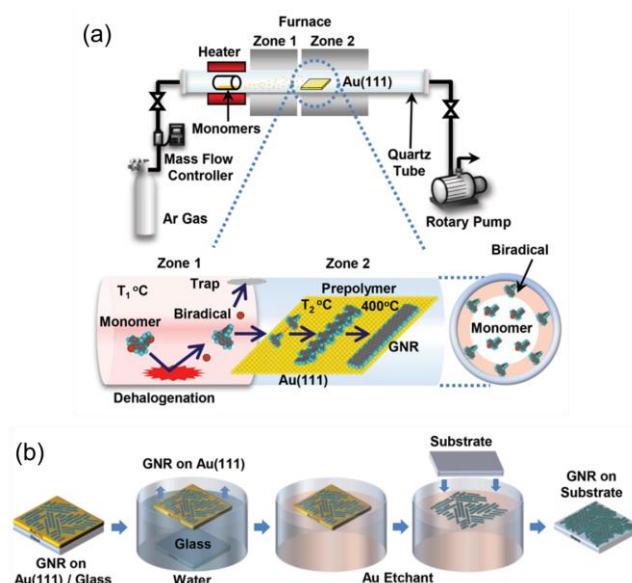 (a)
Furnace
Zone 1 Zone 2
Heater
Au(111)
Monomers
Mass Flow
Controller
Quartz
Tube
Ar Gas
Rotary Pump
Zone 1
Zone 2
Biradical
Trap
T₁ °C
Prepolymer
Biradical
T₂ °C
400°C
Monomer
Monomer
GNR
Au(111)
Dehalogenation
(b)
Substrate
GNR on Au(111)
GNR on
Substrate
Glass
GNR on
Au(111) / Glass
Water
Au Etchant